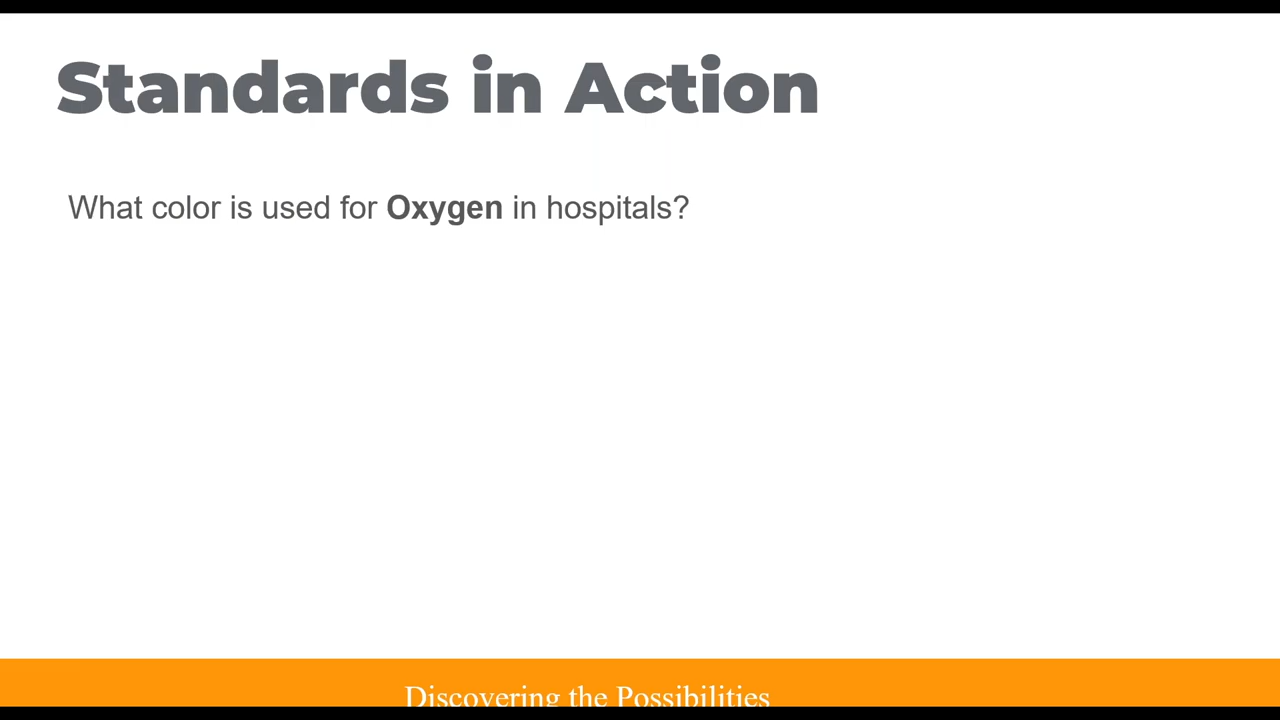 Standards in Action
What color is used for Oxygen in hospitals?
Discovering the Possibilities